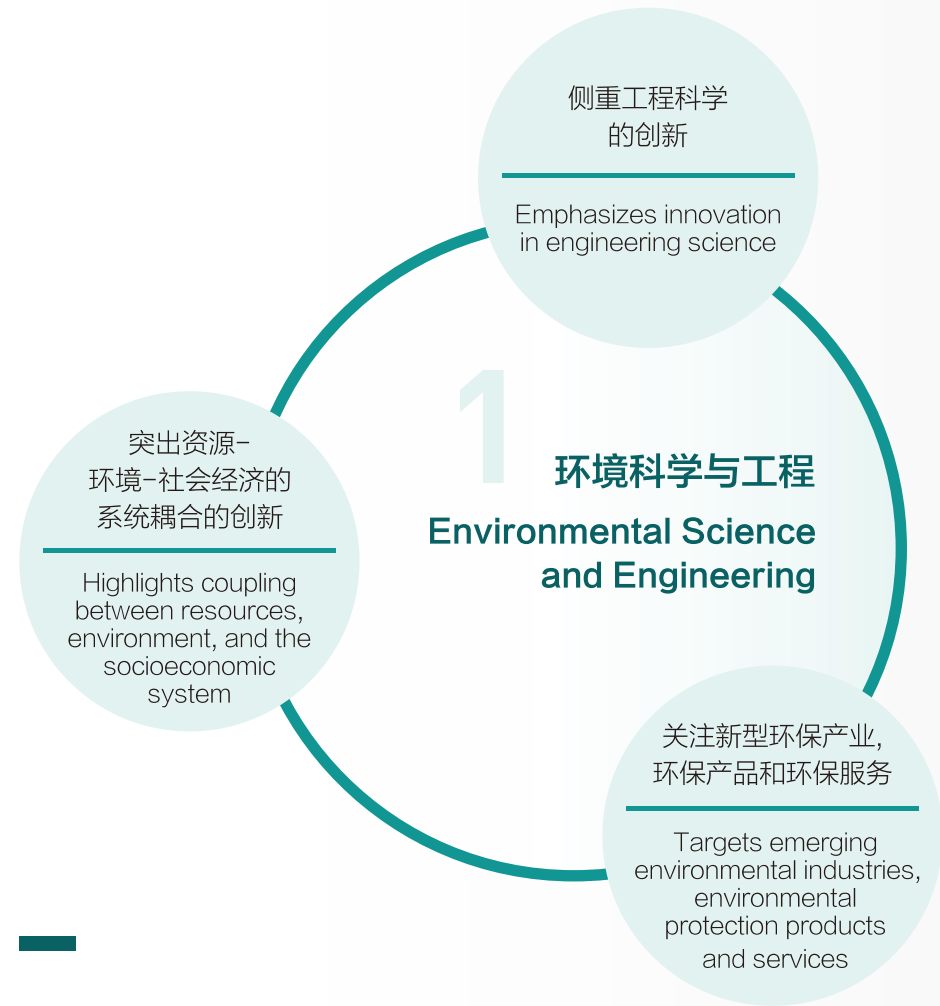 侧重工程科学
的创新
Emphasizes innovation
in engineering science
1
环境科学与工程
Environmental Science
and Engineering
突出资源-
环境-社会经济的
系统耦合的创新
Highlights coupling
between resources,
environment, and the
socioeconomic
system
关注新型环保产业,
环保产品和环保服务
Targets emerging
environmental industries,
environmental
protection products
and services